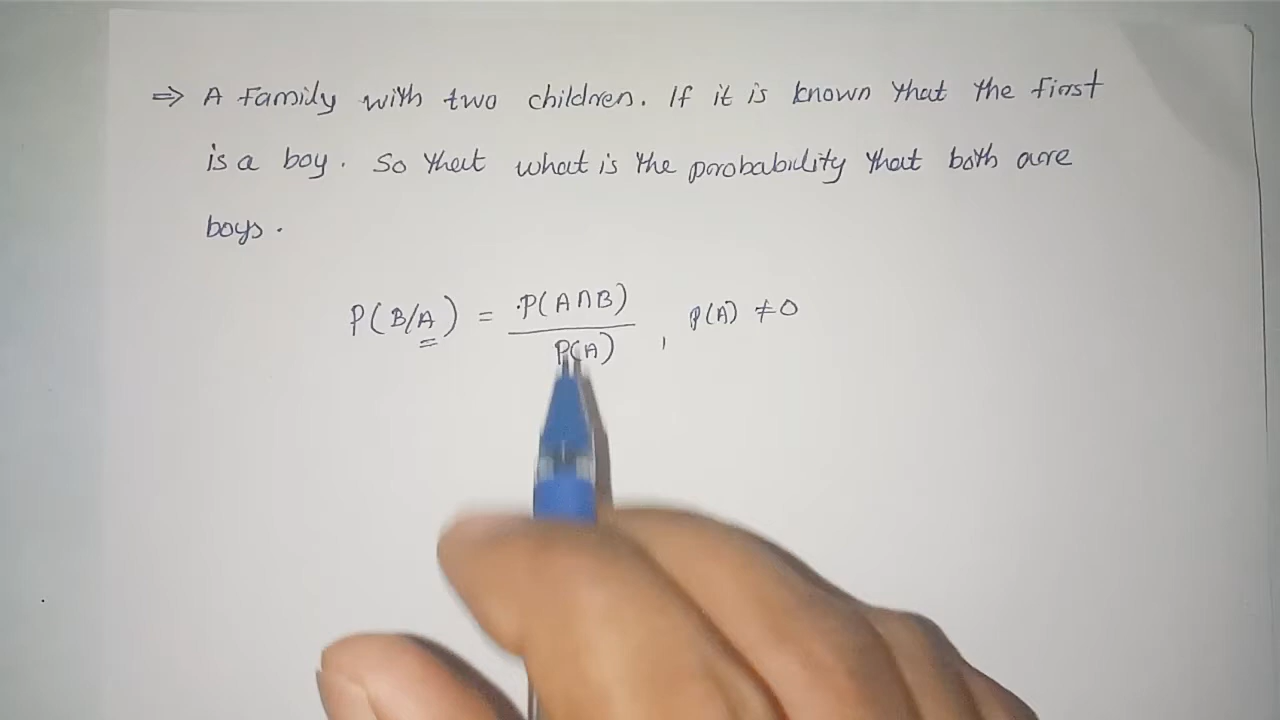 ⇒ A family with two children. If it is known that the first
is a boy. So that what is the probability that both are
boys.
P(B/A) = P(A∩B) / P(A) , P(A) ≠ 0